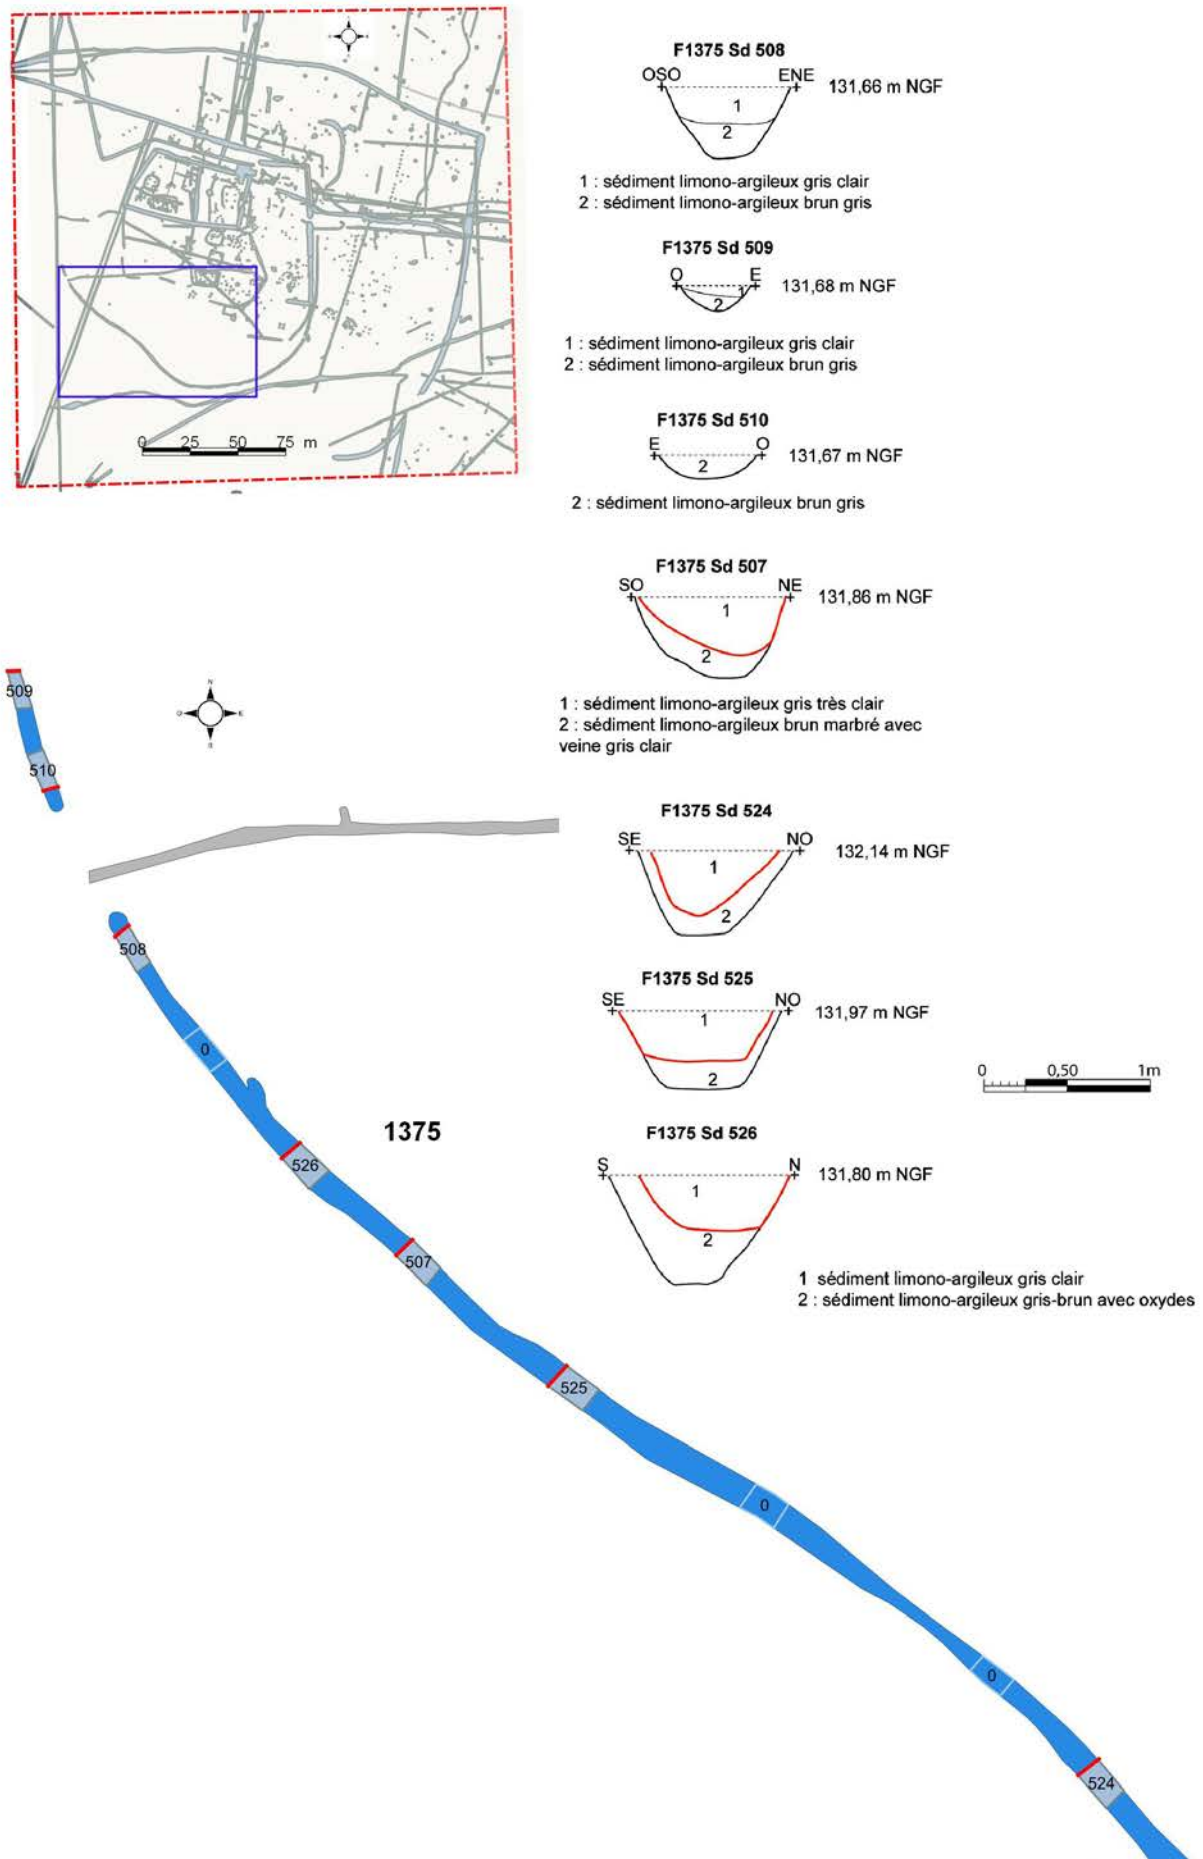 0 25 50 75 m
F1375 Sd 508
OSO ENE
131,66 m NGF
1
2
1 : sédiment limono-argileux gris clair
2 : sédiment limono-argileux brun gris
F1375 Sd 509
O E
131,68 m NGF
1
2
1 : sédiment limono-argileux gris clair
2 : sédiment limono-argileux brun gris
F1375 Sd 510
E O
131,67 m NGF
2
2 : sédiment limono-argileux brun gris
F1375 Sd 507
SO NE
131,86 m NGF
1
2
1 : sédiment limono-argileux gris très clair
2 : sédiment limono-argileux brun marbré avec
veine gris clair
F1375 Sd 524
SE NO
132,14 m NGF
1
2
F1375 Sd 525
SE NO
131,97 m NGF
1
2
0 0,50 1m
F1375 Sd 526
S N
131,80 m NGF
1
2
1 sédiment limono-argileux gris clair
2 : sédiment limono-argileux gris-brun avec oxydes
N
O E
S
509
510
508
0
1375
526
507
525
0
0
524